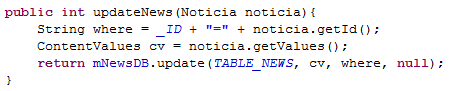 public int updateNews(Noticia noticia){
    String where = _ID + "=" + noticia.getId();
    ContentValues cv = noticia.getValues();
    return mNewsDB.update(TABLE_NEWS, cv, where, null);
}